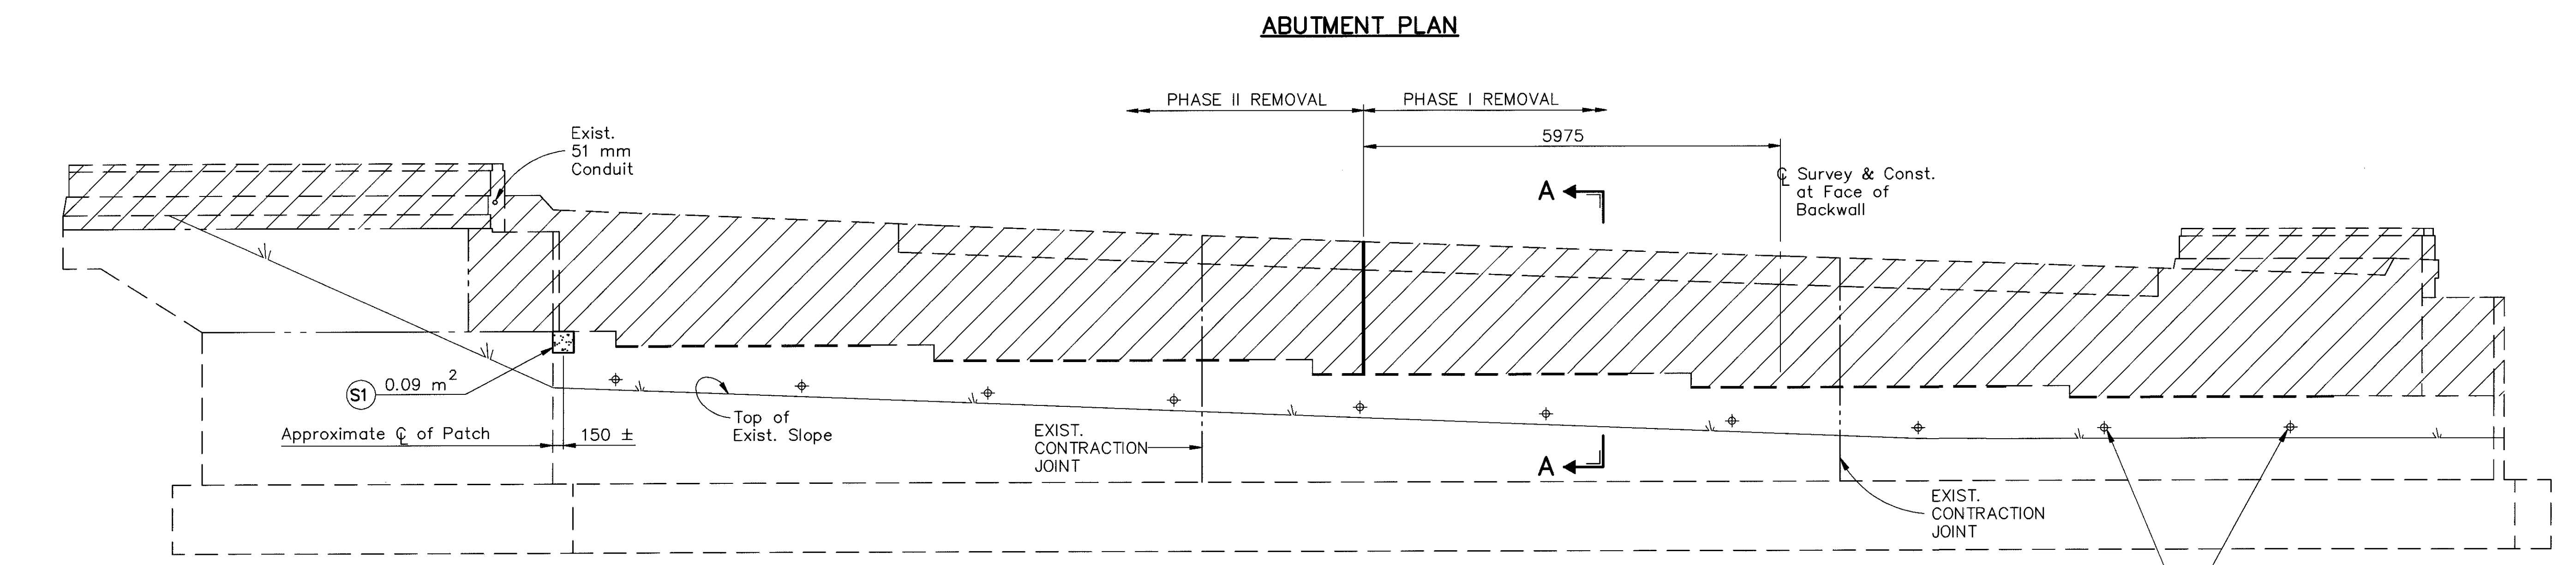 ABUTMENT PLAN
PHASE II REMOVAL
PHASE I REMOVAL
5975
Exist.
51 mm
Conduit
A
℄ Survey & Const.
at Face of
Backwall
S1
0.09 m²
Approximate ℄ of Patch
150 ±
Top of
Exist. Slope
EXIST.
CONTRACTION
JOINT
A
EXIST.
CONTRACTION
JOINT